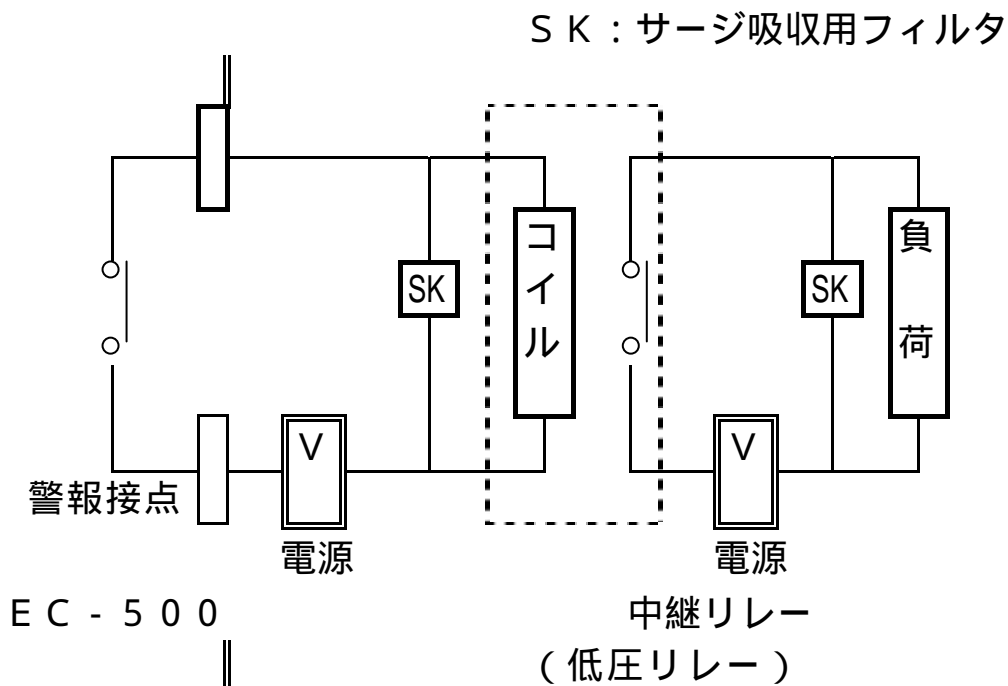 ＳＫ：サージ吸収用フィルタ
コイル
負荷
SK
SK
V
V
警報接点
電源
電源
ＥＣ－５００
中継リレー
（低圧リレー）